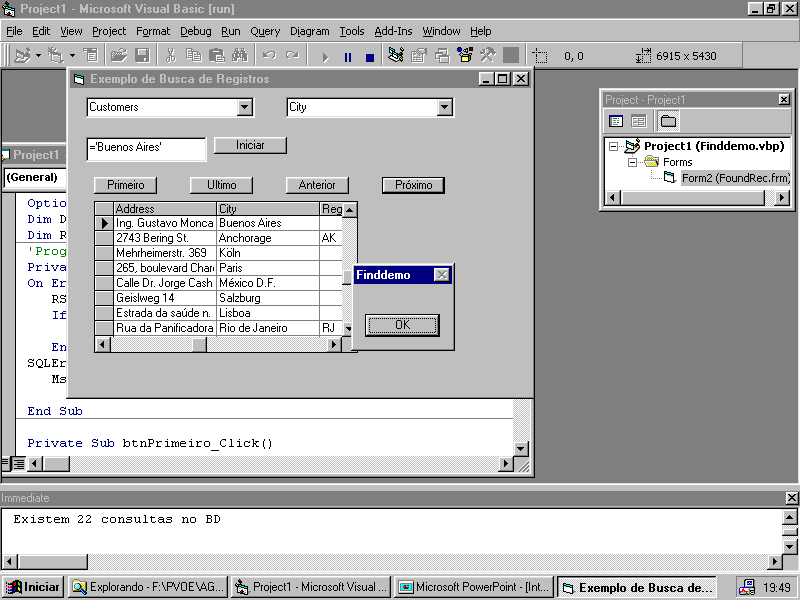 Project1 - Microsoft Visual Basic [run]
File Edit View Project Format Debug Run Query Diagram Tools Add-Ins Window Help
0, 0
6915 x 5430
Exemplo de Busca de Registros
Customers
City
='Buenos Aires'
Iniciar
Primeiro
Ultimo
Anterior
Próximo
Address City Reg
Ing. Gustavo Monca Buenos Aires
2743 Bering St. Anchorage AK
Mehrheimerstr. 369 Köln
265, boulevard Char Paris
Calle Dr. Jorge Cash México D.F.
Geislweg 14 Salzburg
Estrada da saúde n. Lisboa
Rua da Panificadora Rio de Janeiro RJ
Finddemo
OK
Project1 -
(General)
Optio
Dim D
Dim R
'Prog
Priva
On Er
RS
If
En
SQLEr
Ms
End Sub
Private Sub btnPrimeiro_Click()
Project - Project1
Project1 (Finddemo.vbp)
Forms
Form2 (FoundRec.frm)
Immediate
Existem 22 consultas no BD
Iniciar
Explorando - F:\PVOE\AG...
Project1 - Microsoft Visual ...
Microsoft PowerPoint - [Int...
Exemplo de Busca de...
19:49